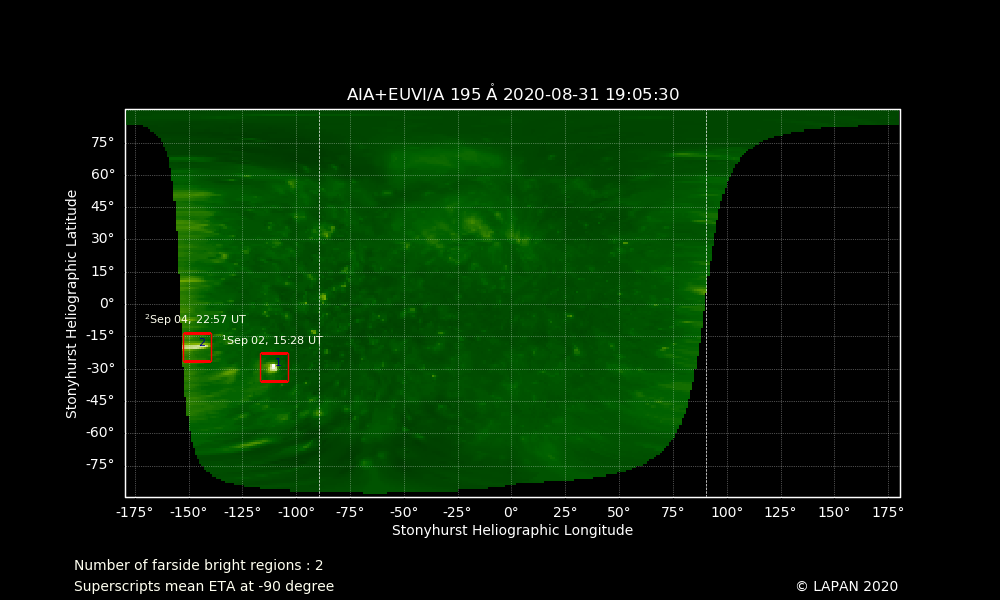 AIA+EUVI/A 195 Å 2020-08-31 19:05:30
Stonyhurst Heliographic Latitude
75°
60°
45°
30°
15°
0°
-15°
-30°
-45°
-60°
-75°
²Sep 04, 22:57 UT
¹Sep 02, 15:28 UT
2
1
-175° -150° -125° -100° -75° -50° -25° 0° 25° 50° 75° 100° 125° 150° 175°
Stonyhurst Heliographic Longitude
Number of farside bright regions : 2
Superscripts mean ETA at -90 degree
© LAPAN 2020